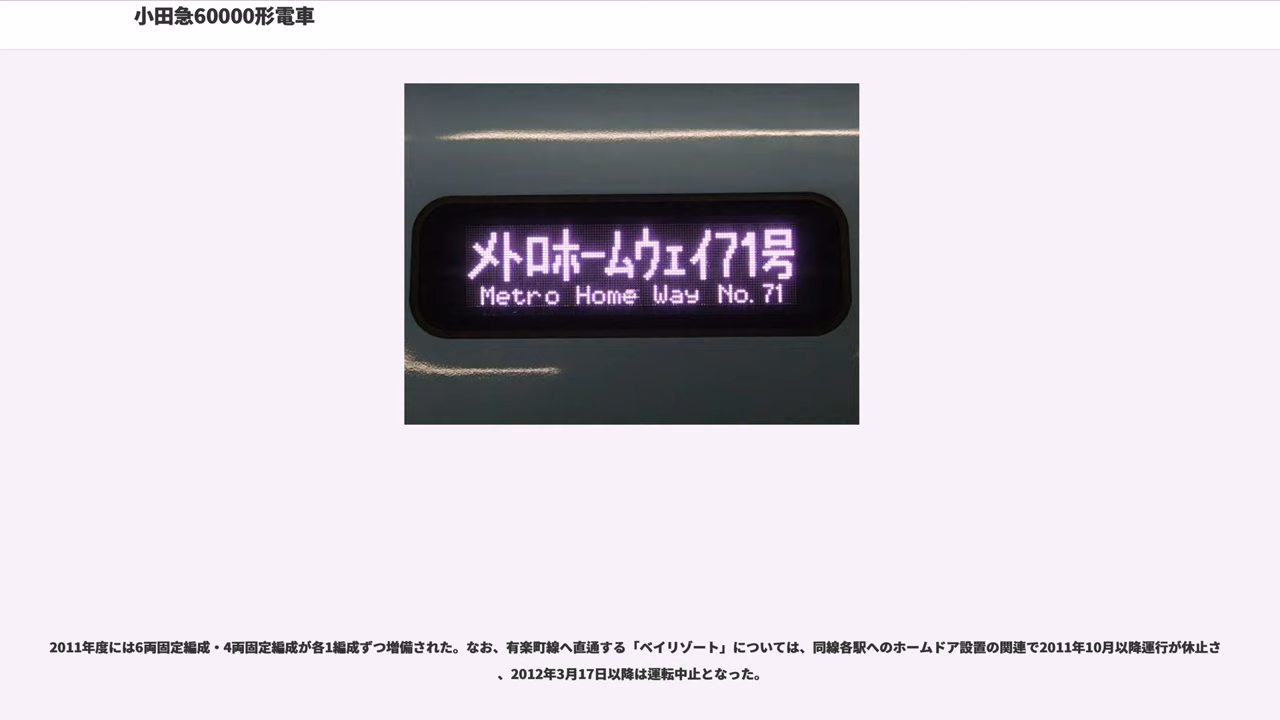 小田急60000形電車
メトロホームウェイ71号
Metro Home Way No.71
2011年度には6両固定編成・4両固定編成が各1編成ずつ増備された。なお、有楽町線へ直通する「ベイリゾート」については、同線各駅へのホームドア設置の関連で2011年10月以降運行が休止さ
、2012年3月17日以降は運転中止となった。